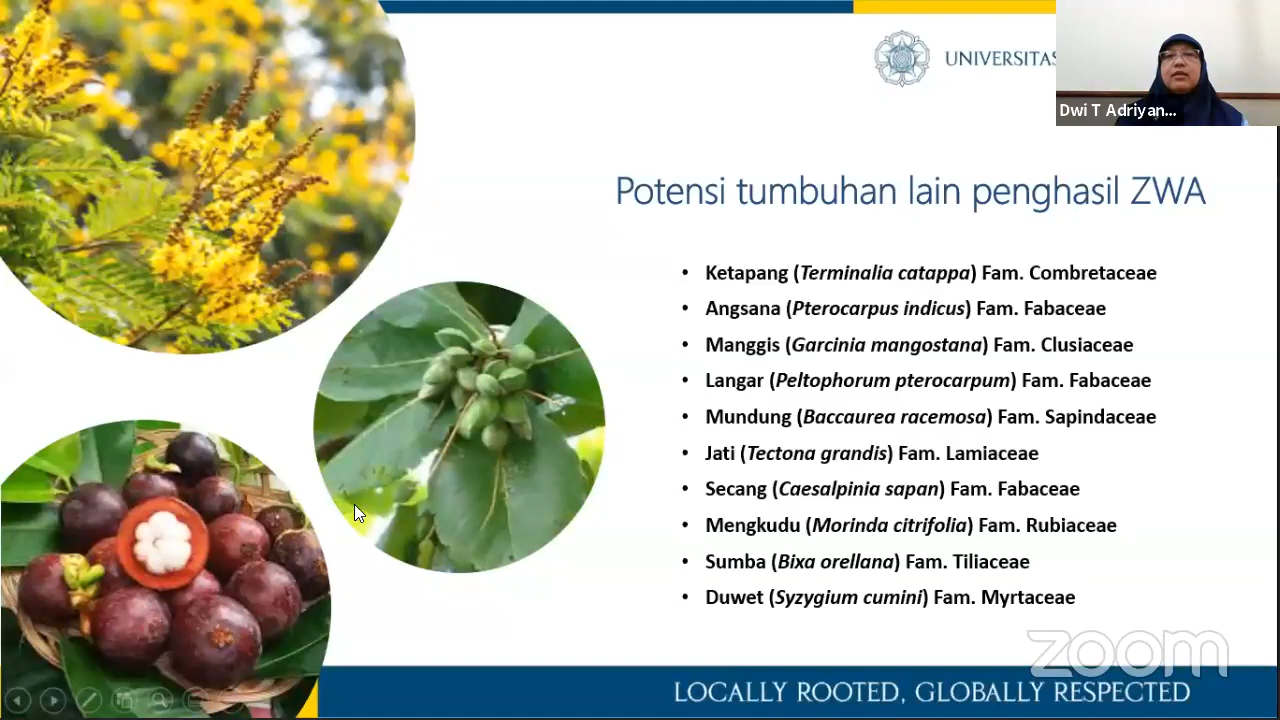 UNIVERSITAS
Dwi T Adriyan...
Potensi tumbuhan lain penghasil ZWA
• Ketapang (Terminalia catappa) Fam. Combretaceae
• Angsana (Pterocarpus indicus) Fam. Fabaceae
• Manggis (Garcinia mangostana) Fam. Clusiaceae
• Langar (Peltophorum pterocarpum) Fam. Fabaceae
• Mundung (Baccaurea racemosa) Fam. Sapindaceae
• Jati (Tectona grandis) Fam. Lamiaceae
• Secang (Caesalpinia sapan) Fam. Fabaceae
• Mengkudu (Morinda citrifolia) Fam. Rubiaceae
• Sumba (Bixa orellana) Fam. Tiliaceae
• Duwet (Syzygium cumini) Fam. Myrtaceae
zoom
LOCALLY ROOTED, GLOBALLY RESPECTED